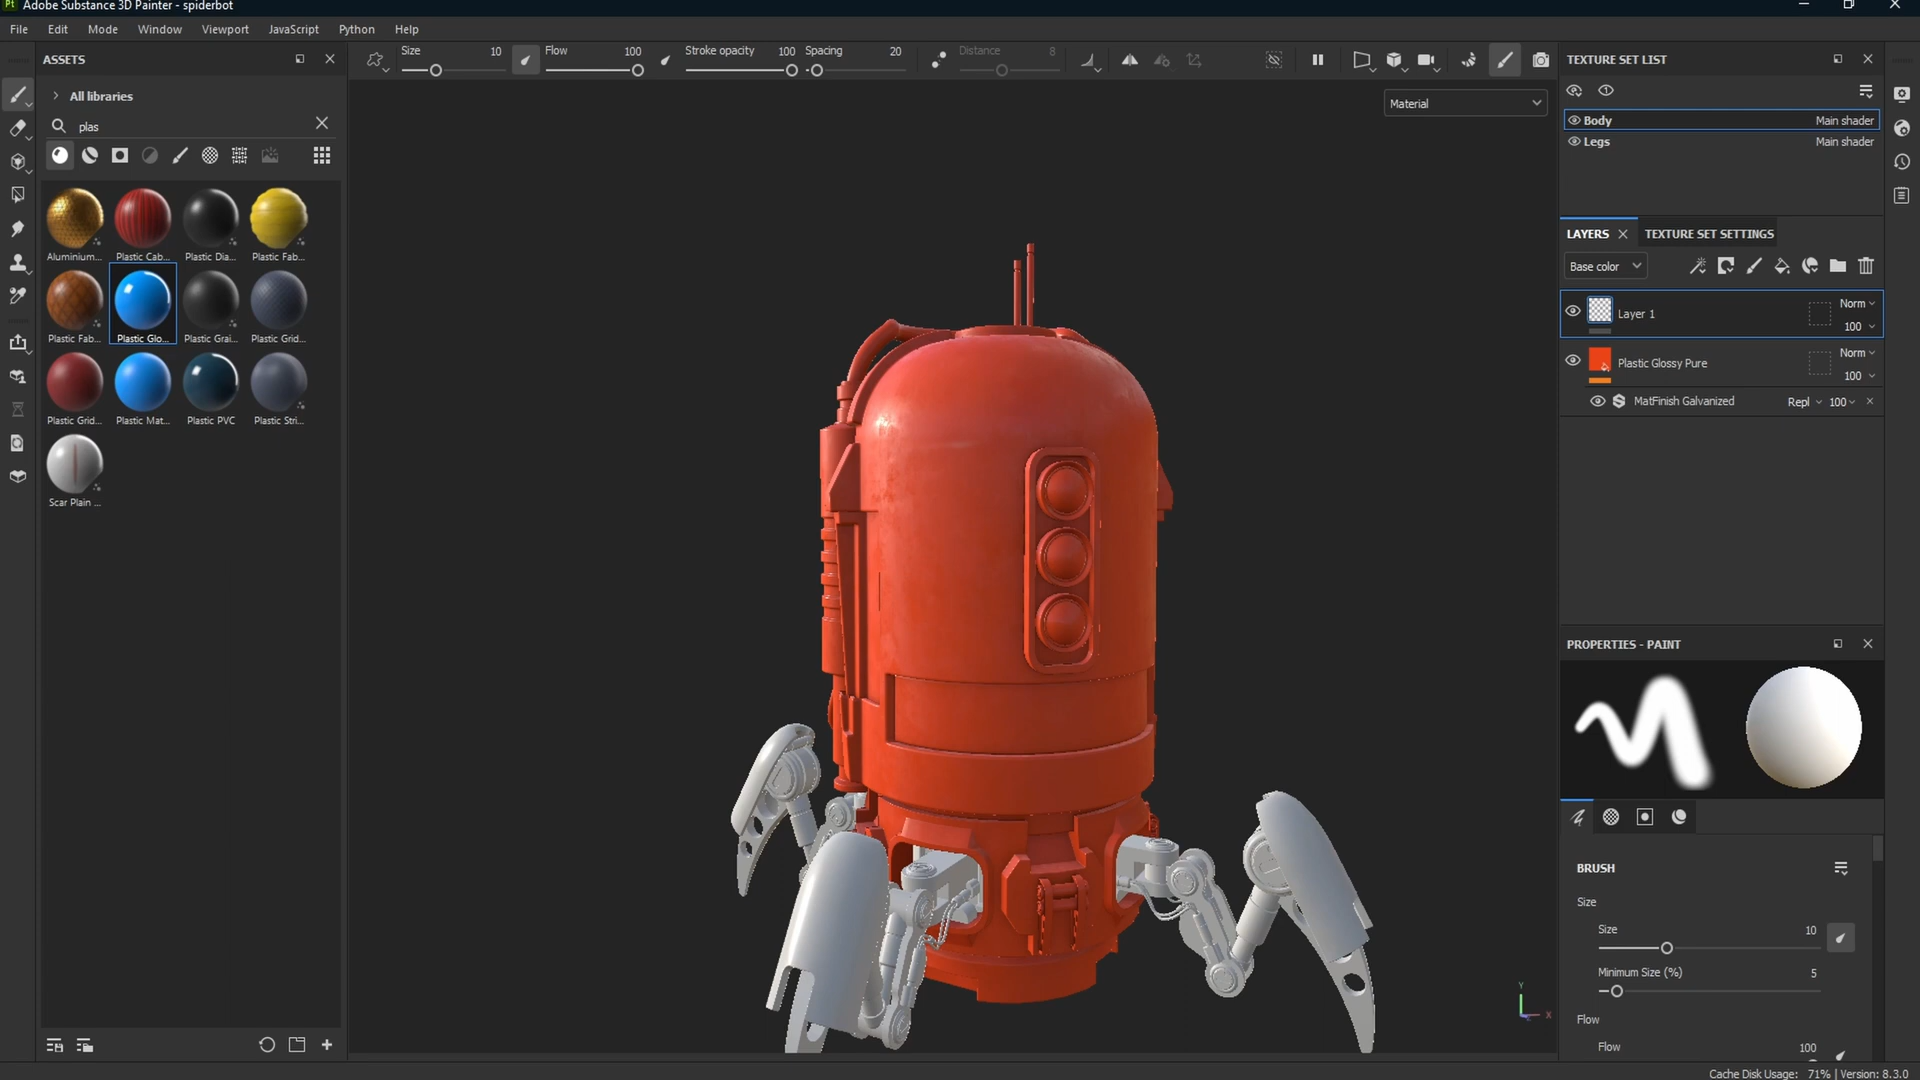 Pt Adobe Substance 3D Painter - spiderbot
File Edit Mode Window Viewport JavaScript Python Help
ASSETS
All libraries
plas
Aluminium... Plastic Cab... Plastic Dia... Plastic Fab...
Plastic Fab... Plastic Glo... Plastic Grai... Plastic Grid...
Plastic Grid... Plastic Mat... Plastic PVC Plastic Stri...
Scar Plain ...
Size 10 Flow 100 Stroke opacity 100 Spacing 20 Distance 8
Material
Y
X
TEXTURE SET LIST
Body Main shader
Legs Main shader
LAYERS TEXTURE SET SETTINGS
Base color
Layer 1 Norm
100
Plastic Glossy Pure Norm
100
MatFinish Galvanized Repl 100
PROPERTIES - PAINT
BRUSH
Size
Size 10
Minimum Size (%) 5
Flow
Flow 100
Cache Disk Usage: 71% | Version: 8.3.0